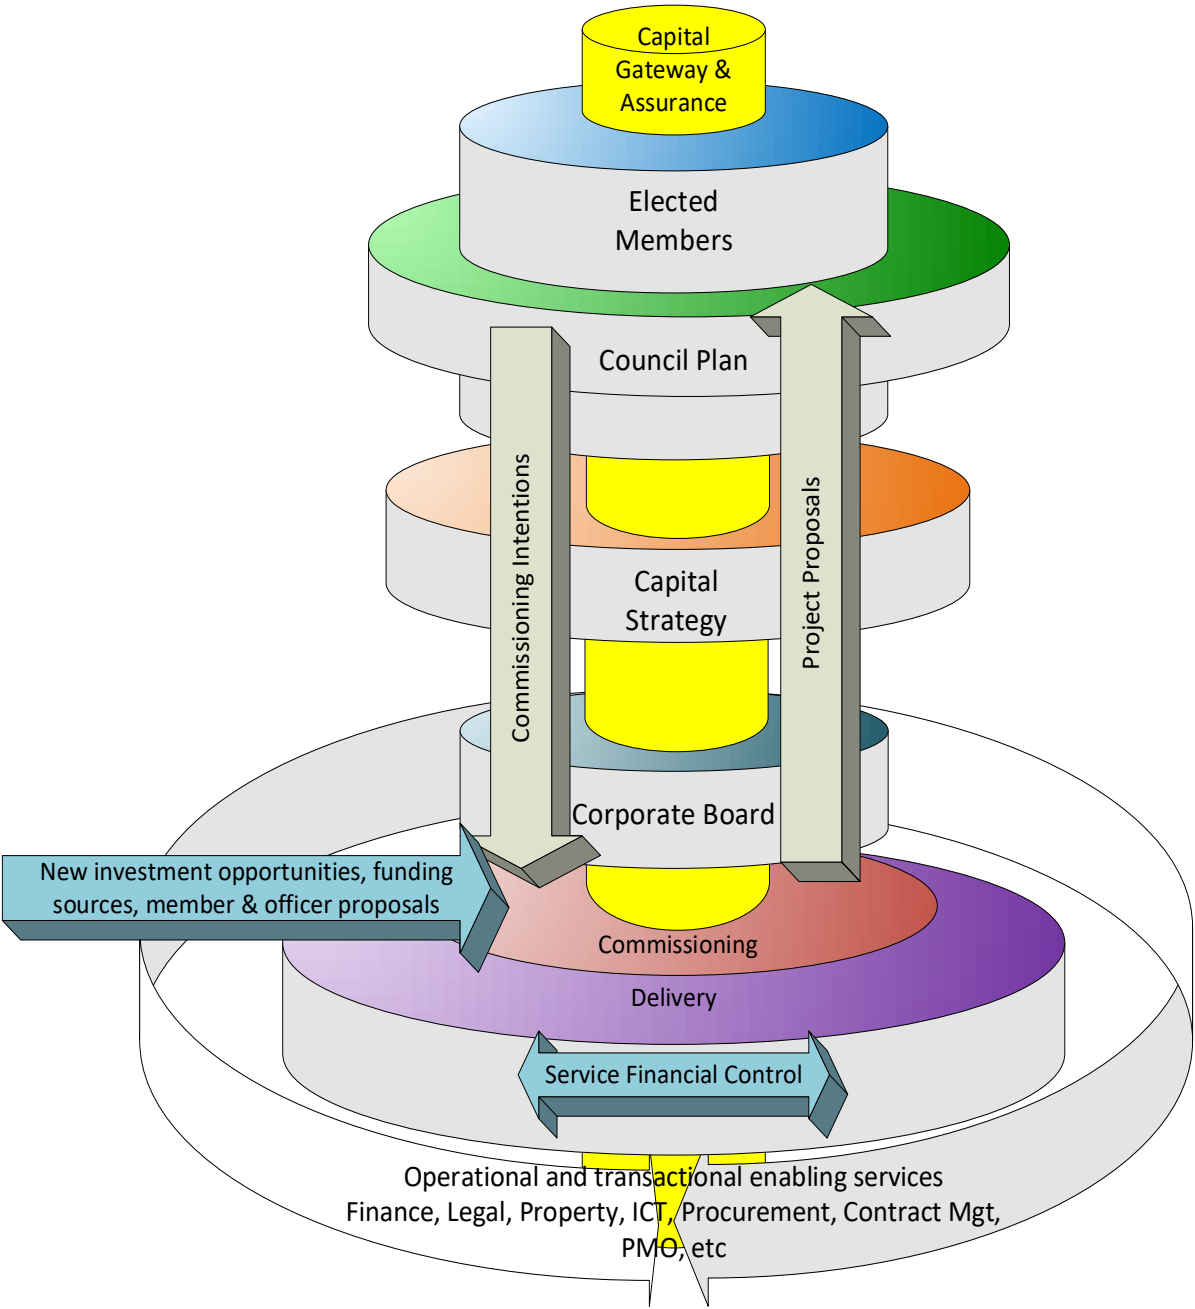 Capital
Gateway &
Assurance
Elected
Members
Council Plan
Commissioning Intentions
Project Proposals
Capital
Strategy
Corporate Board
New investment opportunities, funding
sources, member & officer proposals
Commissioning
Delivery
Service Financial Control
Operational and transactional enabling services
Finance, Legal, Property, ICT, Procurement, Contract Mgt,
PMO, etc